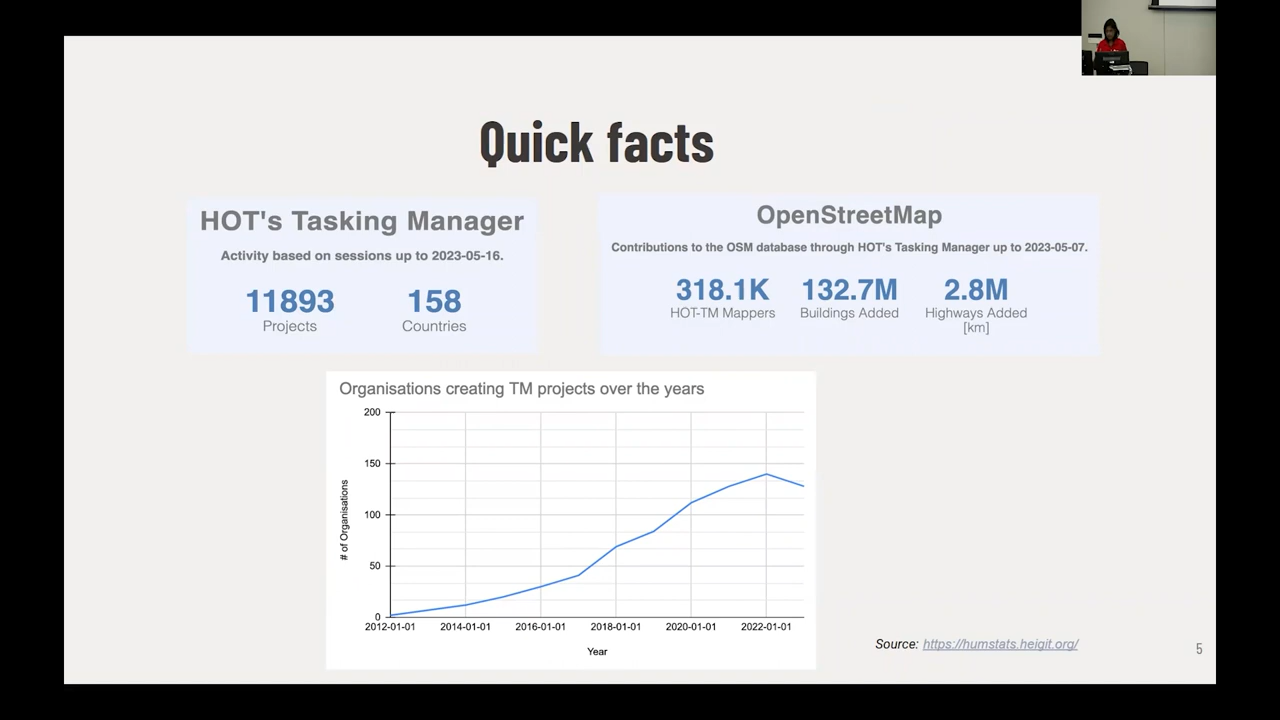 Quick facts
HOT's Tasking Manager
Activity based on sessions up to 2023-05-16.
11893
158
Projects
Countries
OpenStreetMap
Contributions to the OSM database through HOT's Tasking Manager up to 2023-05-07.
318.1K
132.7M
2.8M
HOT-TM Mappers
Buildings Added
Highways Added
[km]
Organisations creating TM projects over the years
200
150
100
50
0
# of Organisations
2012-01-01
2014-01-01
2016-01-01
2018-01-01
2020-01-01
2022-01-01
Year
Source: https://humstats.heigit.org/
5